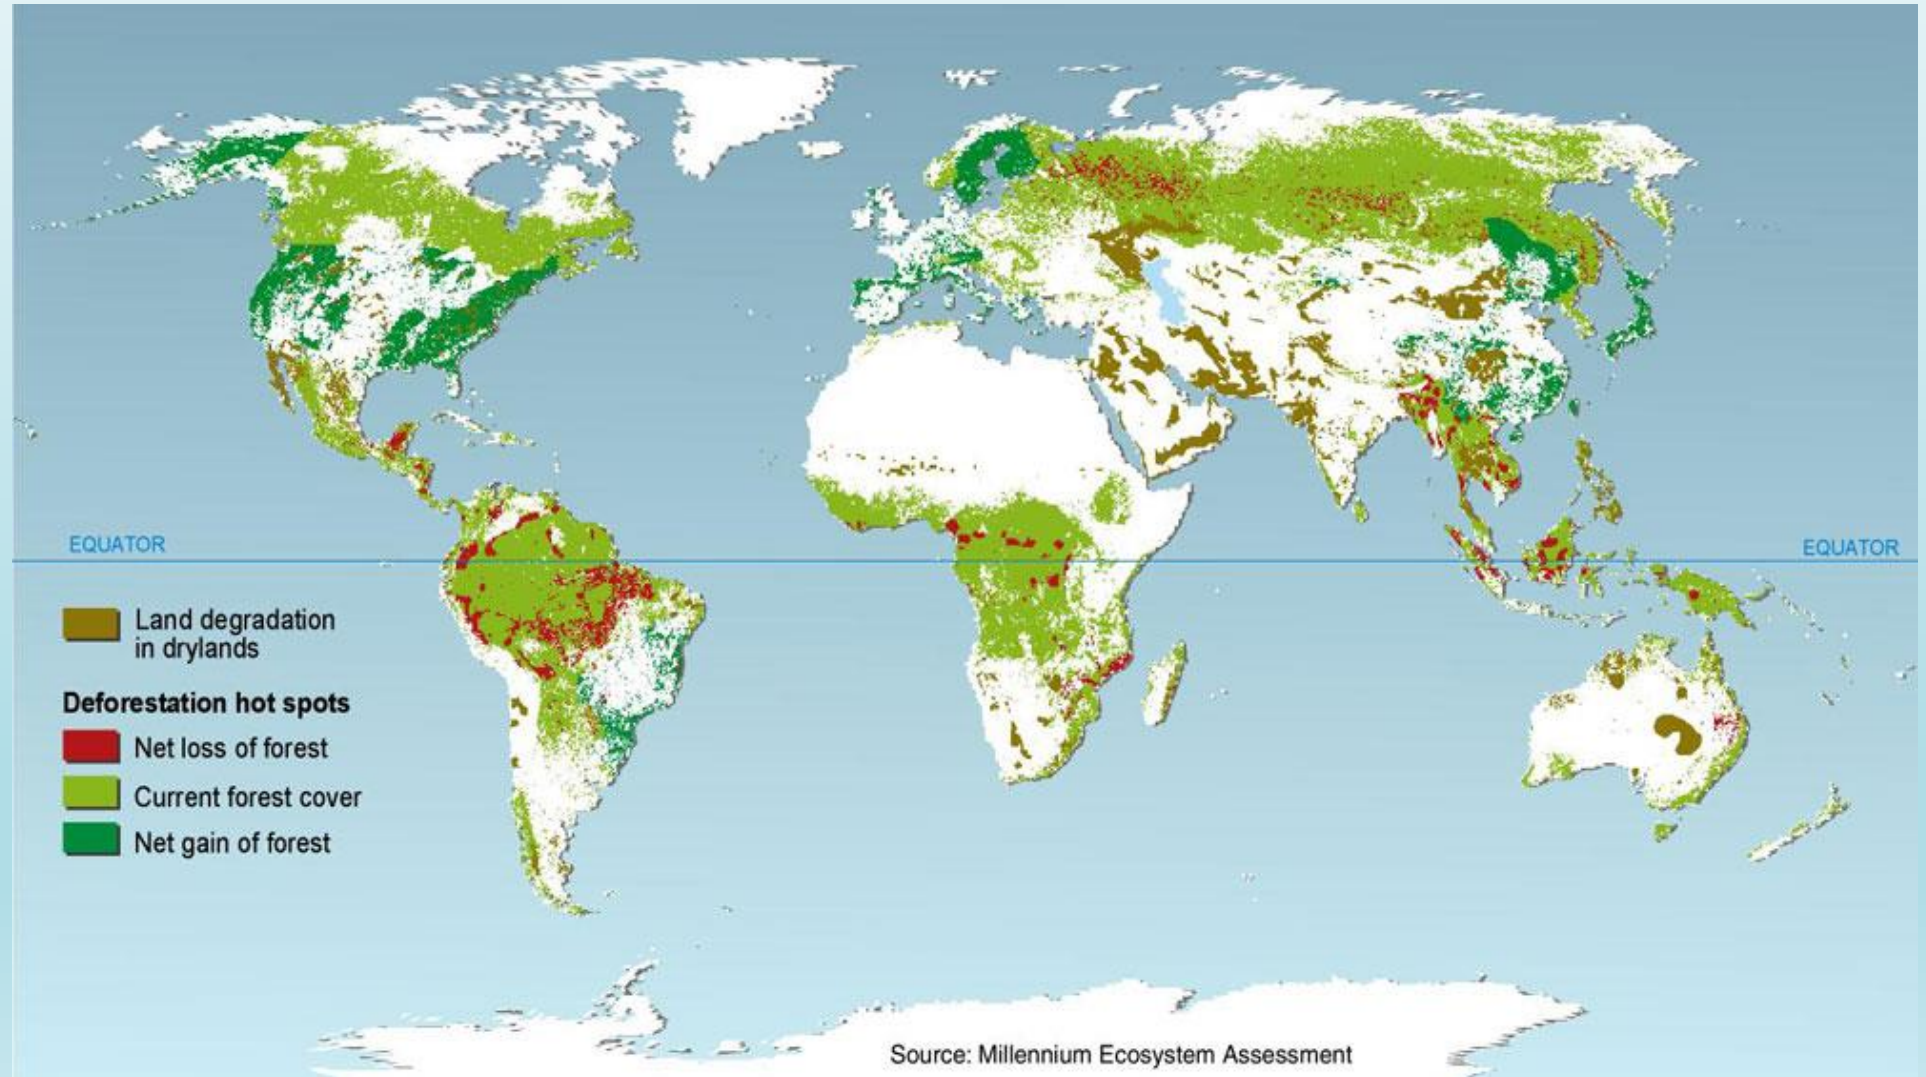 EQUATOR
EQUATOR
Land degradation
in drylands
Deforestation hot spots
Net loss of forest
Current forest cover
Net gain of forest
Source: Millennium Ecosystem Assessment